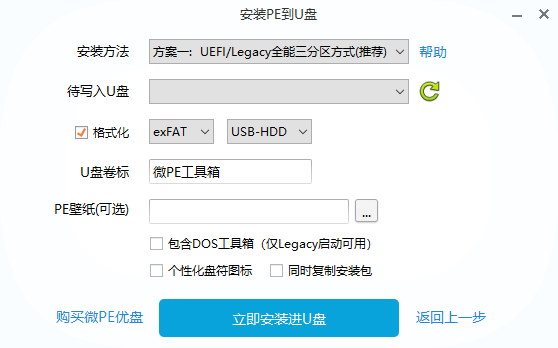 安装PE到U盘
安装方法 方案一：UEFI/Legacy全能三分区方式(推荐) 帮助
待写入U盘
格式化 exFAT USB-HDD
U盘卷标 微PE工具箱
PE壁纸(可选) ...
包含DOS工具箱（仅Legacy启动可用）
个性化盘符图标 同时复制安装包
购买微PE优盘 立即安装进U盘 返回上一步